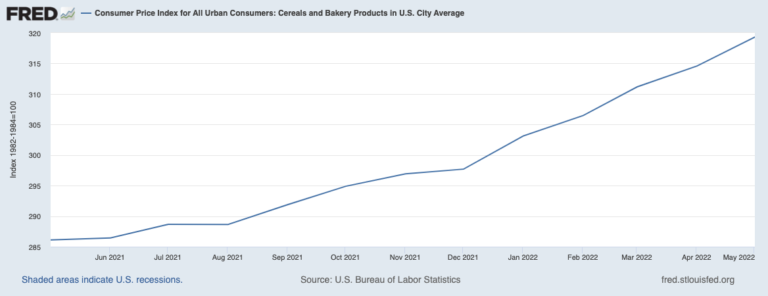 FRED Consumer Price Index for All Urban Consumers: Cereals and Bakery Products in U.S. City Average
Index 1982-1984=100
320
315
310
305
300
295
290
285
Jun 2021 Jul 2021 Aug 2021 Sep 2021 Oct 2021 Nov 2021 Dec 2021 Jan 2022 Feb 2022 Mar 2022 Apr 2022 May 2022
Shaded areas indicate U.S. recessions. Source: U.S. Bureau of Labor Statistics fred.stlouisfed.org